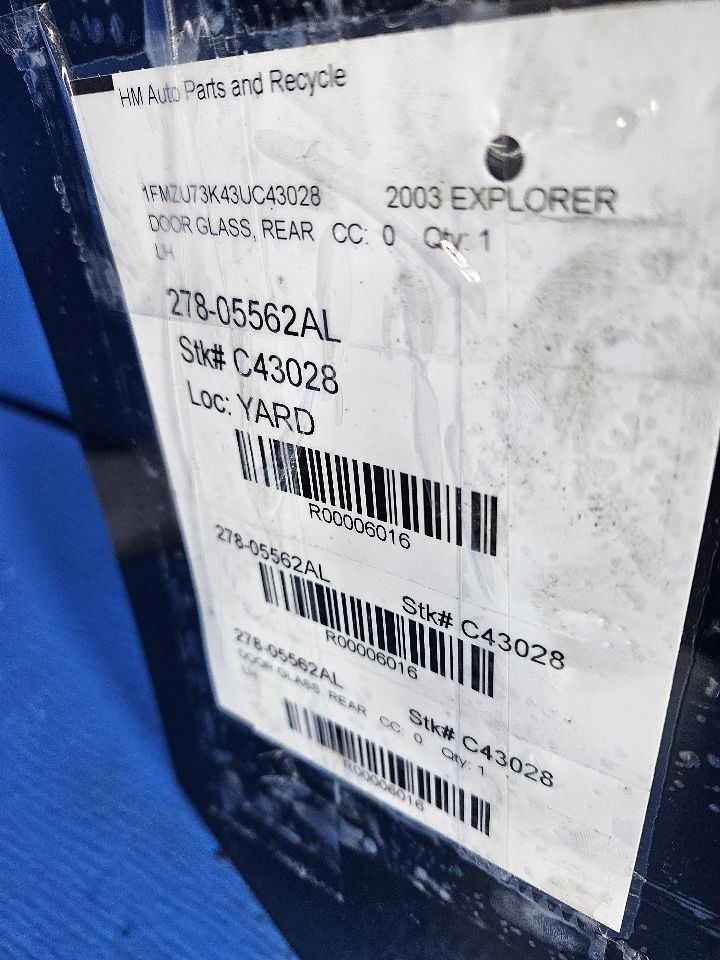 HM Auto Parts and Recycle
1FMZU73K43UC43028 2003 EXPLORER
DOOR GLASS, REAR CC: 0 Qty: 1
LH
278-05562AL
Stk# C43028
Loc: YARD
R00006016
278-05562AL Stk# C43028
R00006016
278-05562AL Stk# C43028
DOOR GLASS, REAR CC: 0 Qty: 1
LH
R00006016